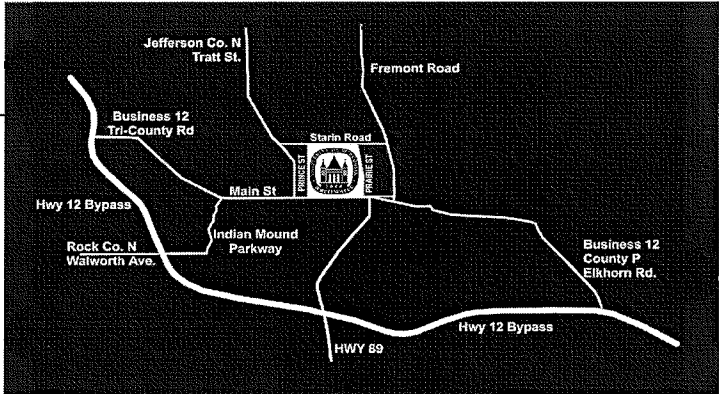 Jefferson Co. N
Tratt St.
Fremont Road
Business 12
Tri-County Rd
Starin Road
PRINCE ST
PRAIRIE ST
Main St
Hwy 12 Bypass
Indian Mound
Parkway
Rock Co. N
Walworth Ave.
Business 12
County P
Elkhorn Rd.
Hwy 12 Bypass
HWY 89